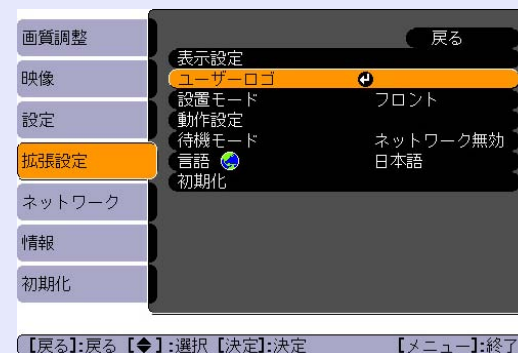 画質調整
映像
設定
拡張設定
ネットワーク
情報
初期化
戻る
表示設定
ユーザーロゴ
設置モード フロント
動作設定
待機モード ネットワーク無効
言語 日本語
初期化
【戻る】:戻る 【◆】:選択 【決定】:決定 【メニュー】:終了